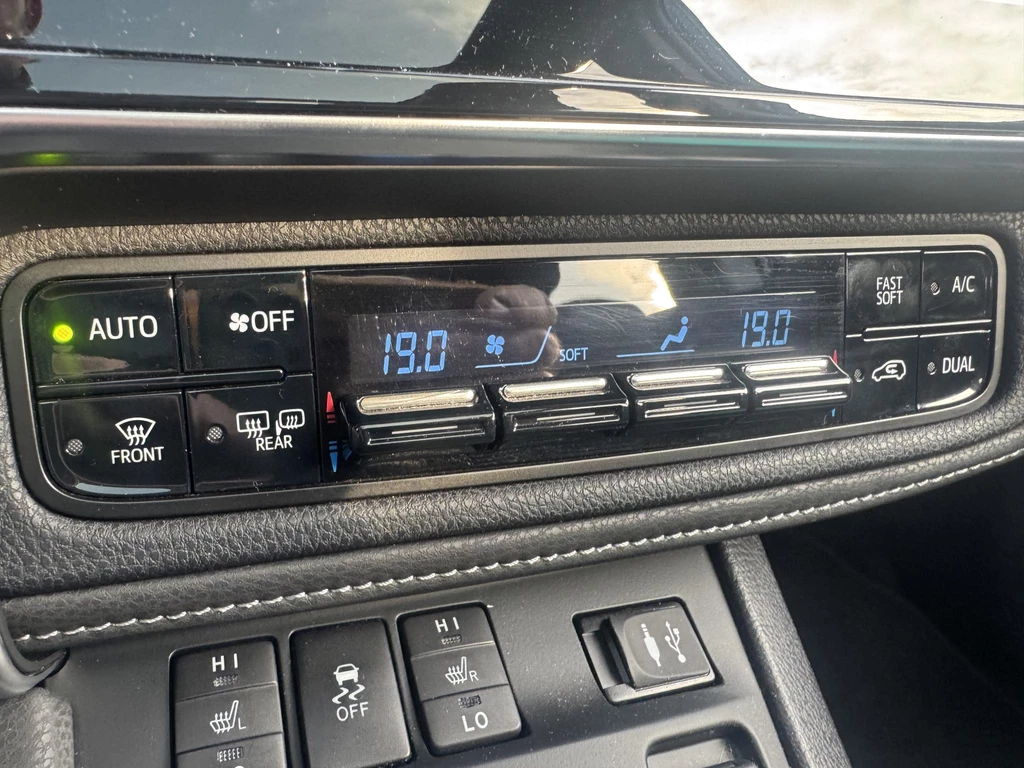 AUTO
OFF
FRONT
REAR
19.0
SOFT
19.0
FAST
SOFT
A/C
DUAL
HI
L
OFF
HI
R
LO